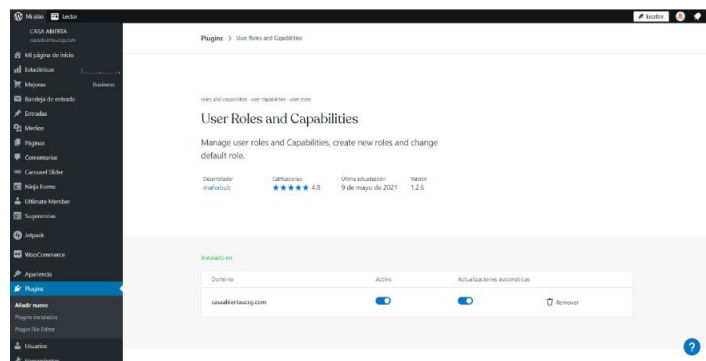 Mi sitio
Lector
Escribir
CASA ABIERTA
casaabiertaucsg.com
Plugins > User Roles and Capabilities
Mi página de inicio
Estadísticas
Mejoras Business
Bandeja de entrada
Entradas
Medios
Páginas
Comentarios
Carousel Slider
Ninja Forms
Ultimate Member
Sugerencias
Jetpack
WooCommerce
Apariencia
Plugins
Añadir nuevo
Plugins instalados
Plugin File Editor
Usuarios
Herramientas
roles and capabilities · user capabilities · user roles
User Roles and Capabilities
Manage user roles and Capabilities, create new roles and change
default role.
Desarrollador Calificaciones Última actualización Versión
mahabub 4.6 9 de mayo de 2021 1.2.6
Instalado en
Dominio Activo Actualizaciones automáticas
casaabiertaucsg.com Remover
?